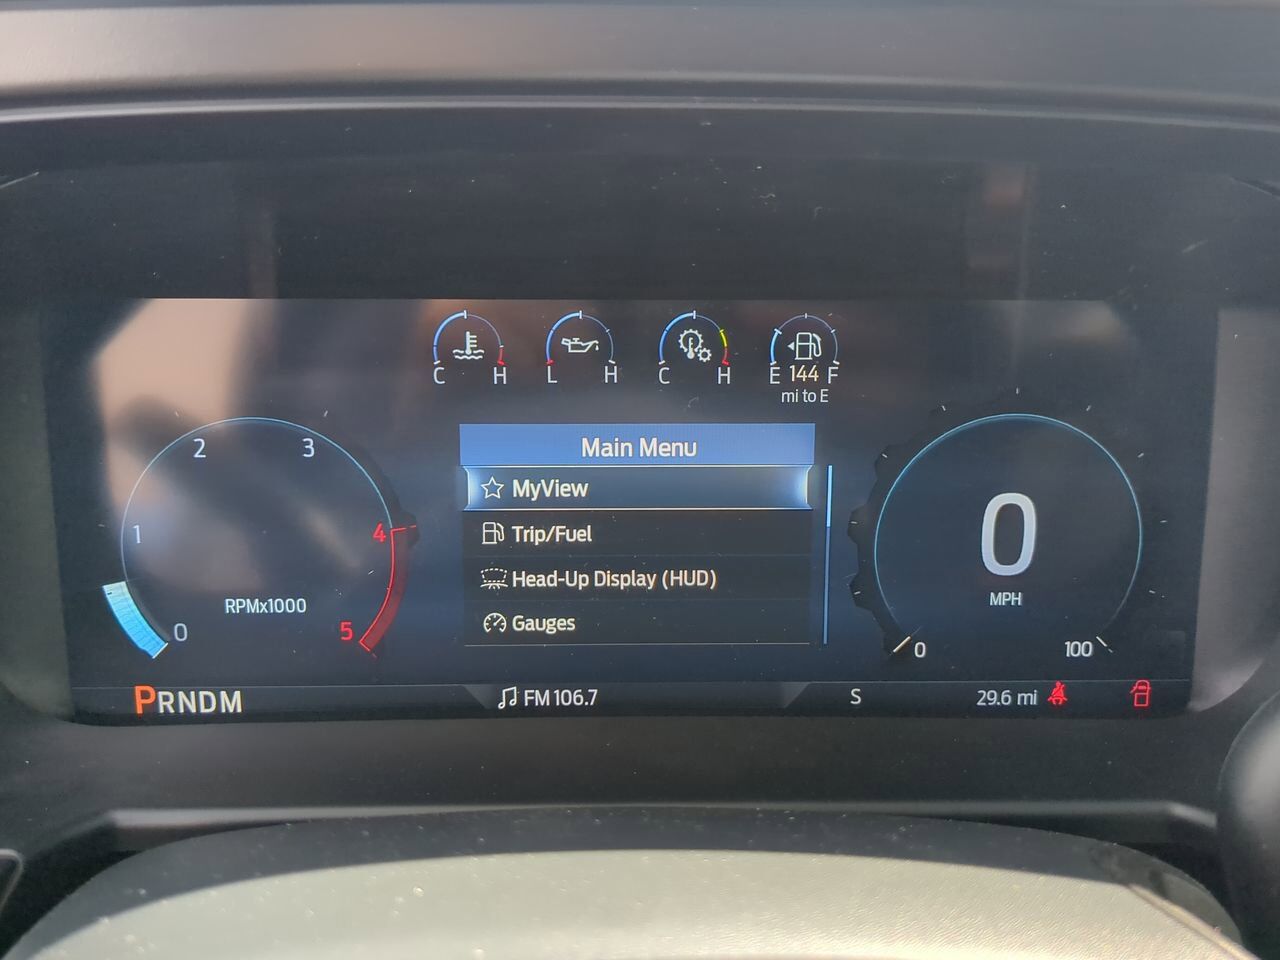 C H L H C H E 144 F
mi to E
2 3
1 4
RPMx1000
0 5
Main Menu
MyView
Trip/Fuel
Head-Up Display (HUD)
Gauges
0
MPH
0 100
PRNDM
FM 106.7
S
29.6 mi